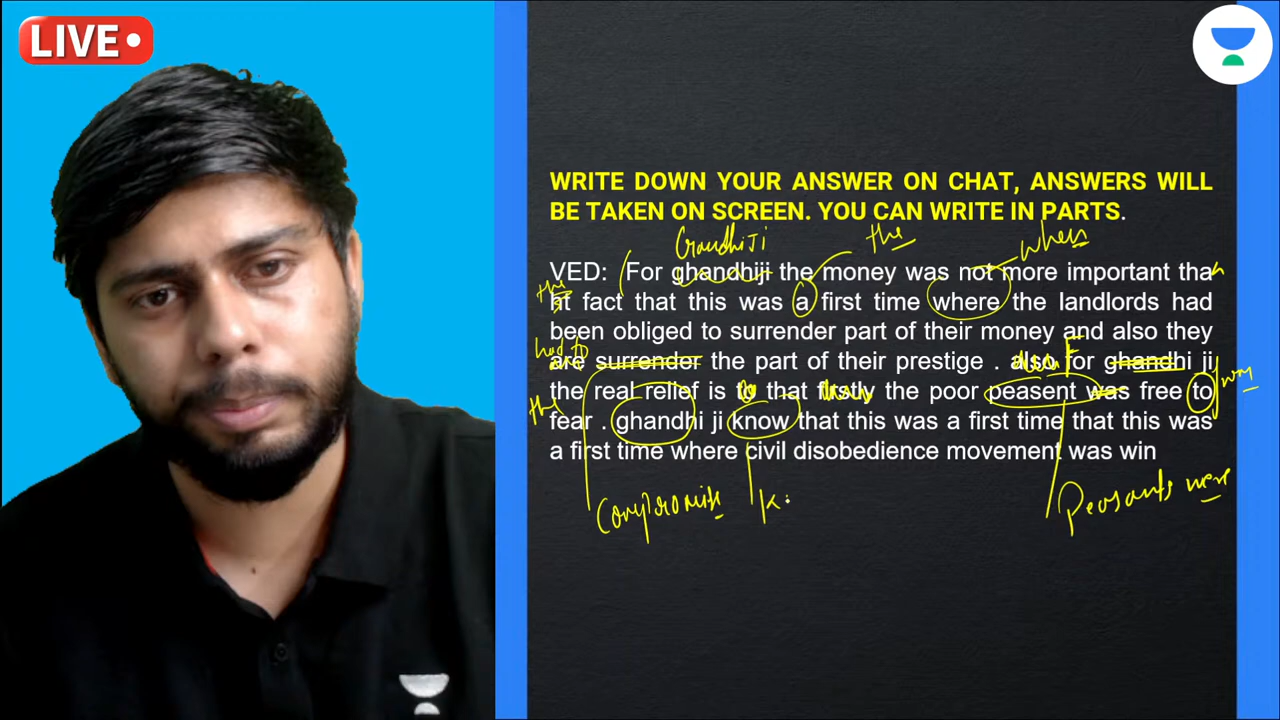 LIVE
WRITE DOWN YOUR ANSWER ON CHAT, ANSWERS WILL
BE TAKEN ON SCREEN. YOU CAN WRITE IN PARTS.
GandhiJi the when
VED: For ghandhiji the money was not more important than
the
ht fact that this was a first time where the landlords had
been obliged to surrender part of their money and also they
had to
are surrender the part of their prestige . also for ghandhi ji
the real relief is to that firstly the poor peasent was free to
the
fear . ghandhi ji know that this was a first time that this was
a first time where civil disobedience movement was win
Compromise K Peasants were